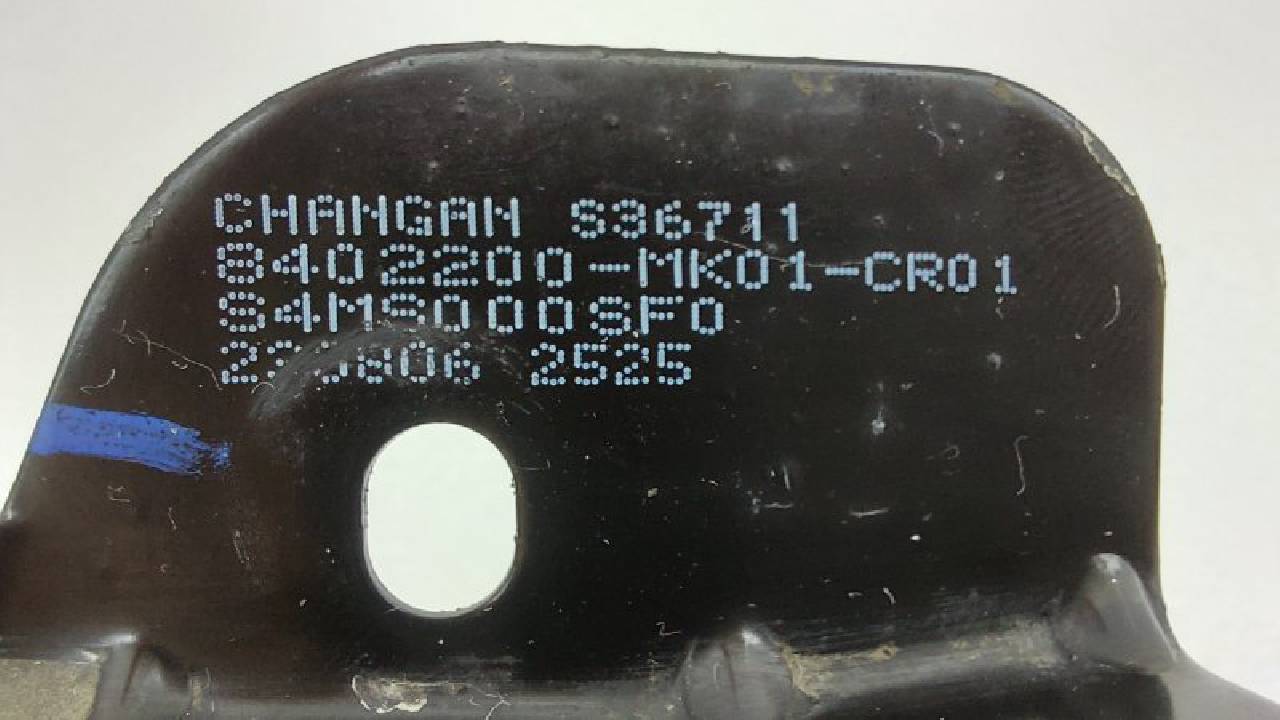 CHANGAN S36711
8402200-MK01-CR01
S4MS000SF0
2525